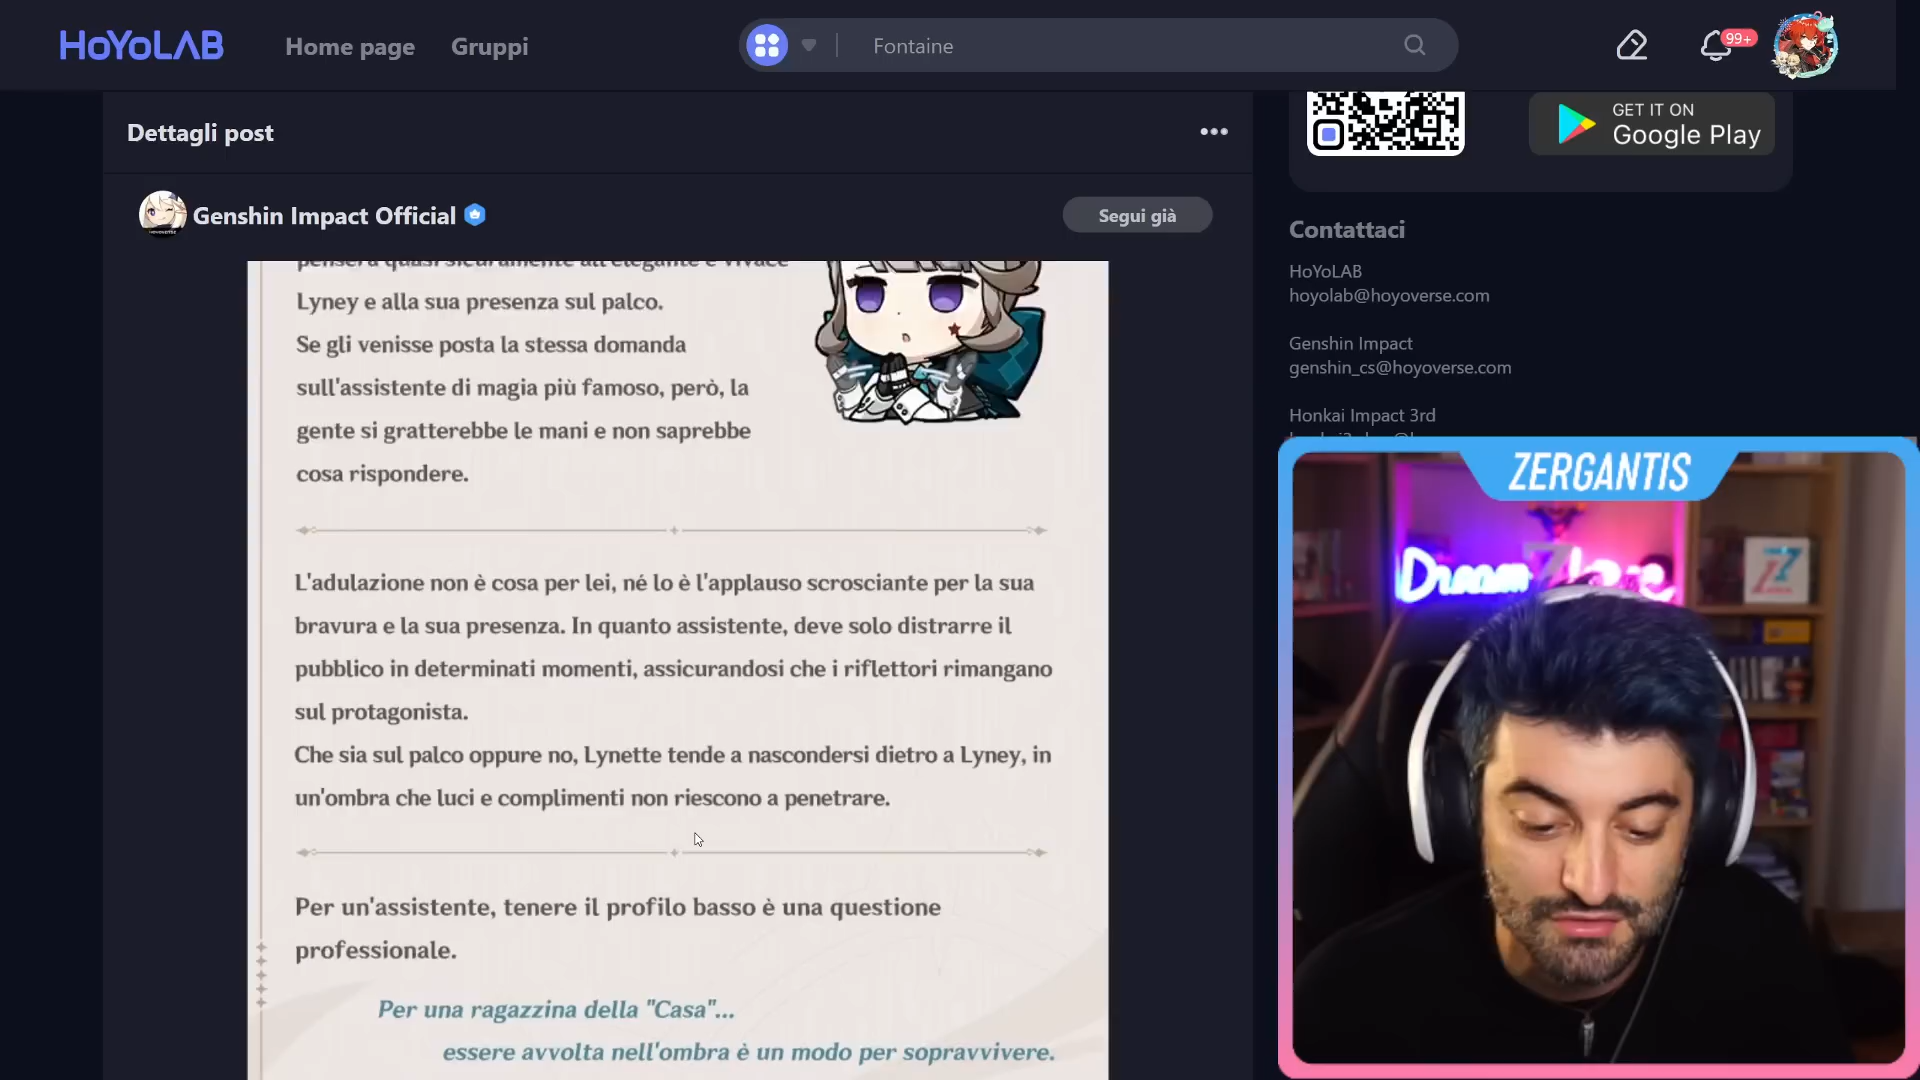 HoYoLAB
Home page
Gruppi
Fontaine
99+
Dettagli post
GET IT ON
Google Play
Genshin Impact Official
Segui già
penserà quasi sicuramente all'elegante e vivace
Lyney e alla sua presenza sul palco.
Se gli venisse posta la stessa domanda
sull'assistente di magia più famoso, però, la
gente si gratterebbe le mani e non saprebbe
cosa rispondere.
L'adulazione non è cosa per lei, né lo è l'applauso scrosciante per la sua
bravura e la sua presenza. In quanto assistente, deve solo distrarre il
pubblico in determinati momenti, assicurandosi che i riflettori rimangano
sul protagonista.
Che sia sul palco oppure no, Lynette tende a nascondersi dietro a Lyney, in
un'ombra che luci e complimenti non riescono a penetrare.
Per un'assistente, tenere il profilo basso è una questione
professionale.
Per una ragazzina della "Casa"...
essere avvolta nell'ombra è un modo per sopravvivere.
Contattaci
HoYoLAB
hoyolab@hoyoverse.com
Genshin Impact
genshin_cs@hoyoverse.com
Honkai Impact 3rd
ZERGANTIS
Dream